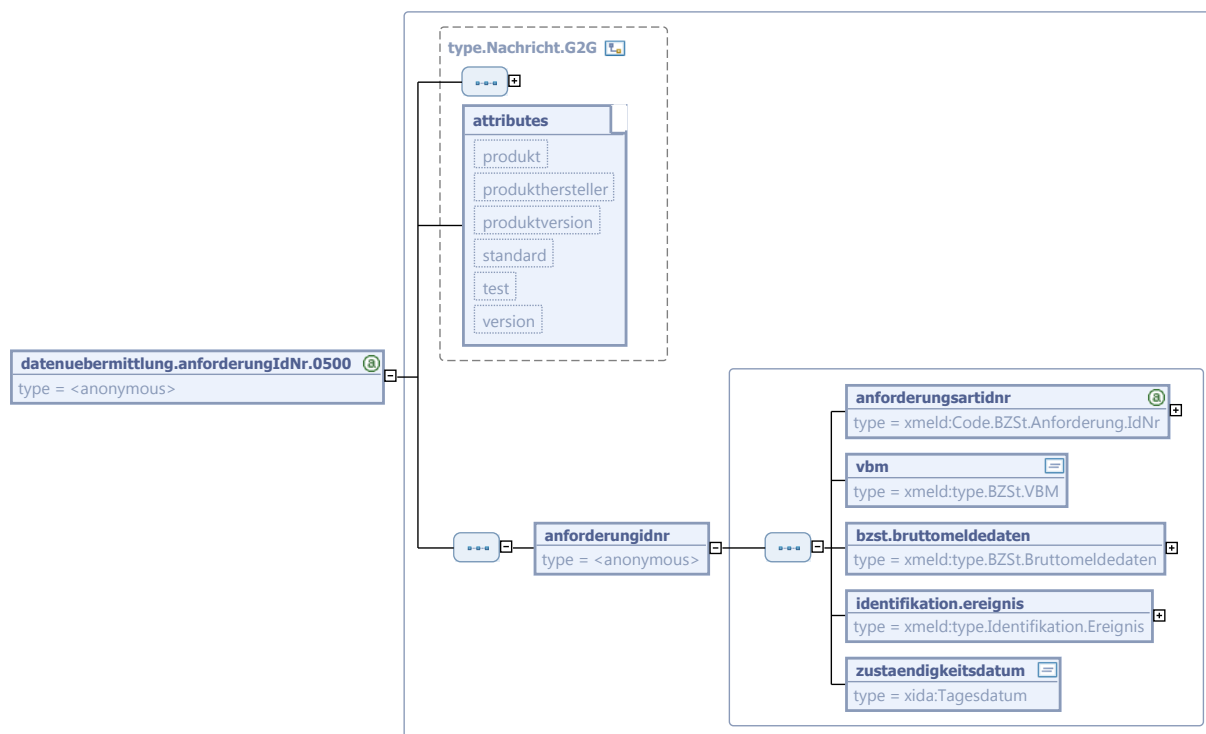 type.Nachricht.G2G
attributes
produkt
produkthersteller
produktversion
standard
test
version
datenuebermittlung.anforderungIdNr.0500 a
type = <anonymous>
anforderungidnr
type = <anonymous>
anforderungsartidnr a
type = xmeld:Code.BZSt.Anforderung.IdNr
vbm
type = xmeld:type.BZSt.VBM
bzst.bruttomeldedaten
type = xmeld:type.BZSt.Bruttomeldedaten
identifikation.ereignis
type = xmeld:type.Identifikation.Ereignis
zustaendigkeitsdatum
type = xida:Tagesdatum